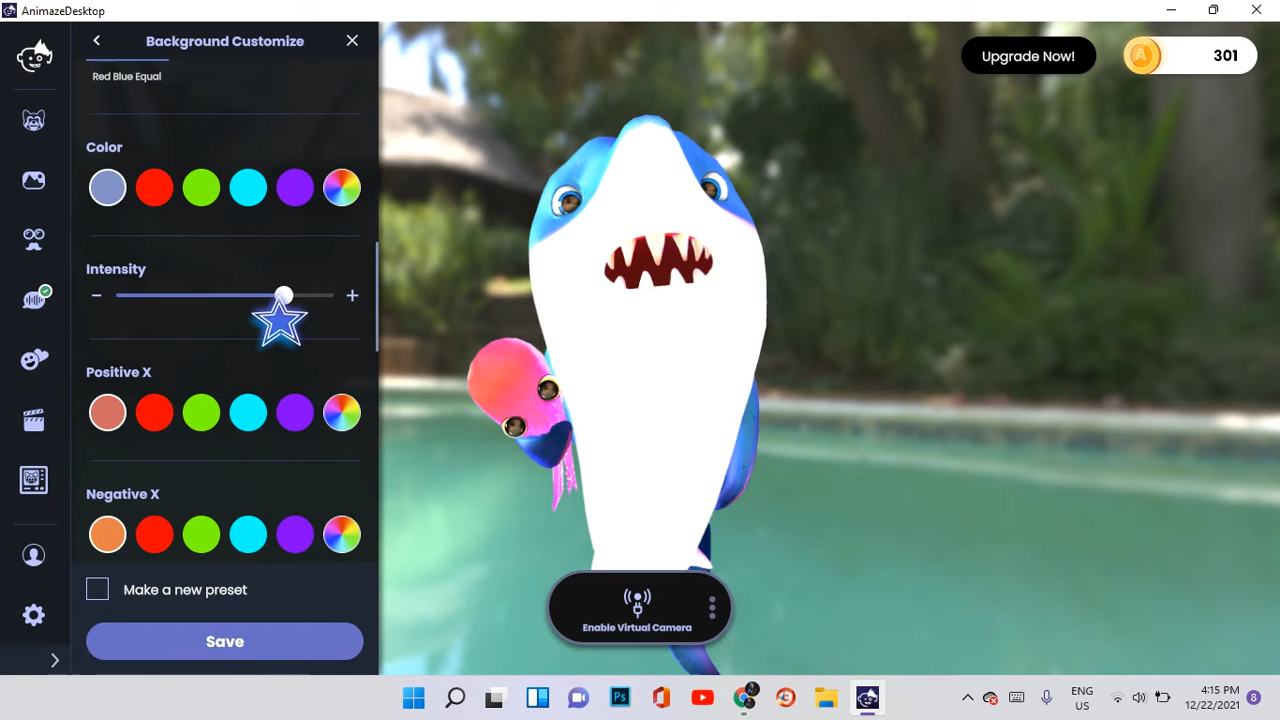 AnimazeDesktop
Background Customize
Upgrade Now!
A
301
Red Blue Equal
Color
Intensity
Positive X
Negative X
Make a new preset
Save
Enable Virtual Camera
Ps
ENG
US
4:15 PM
12/22/2021
8